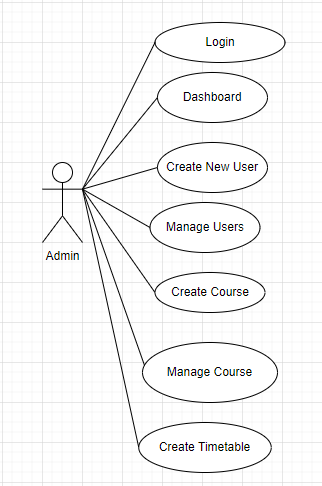 Login
Dashboard
Create New User
Manage Users
Admin
Create Course
Manage Course
Create Timetable